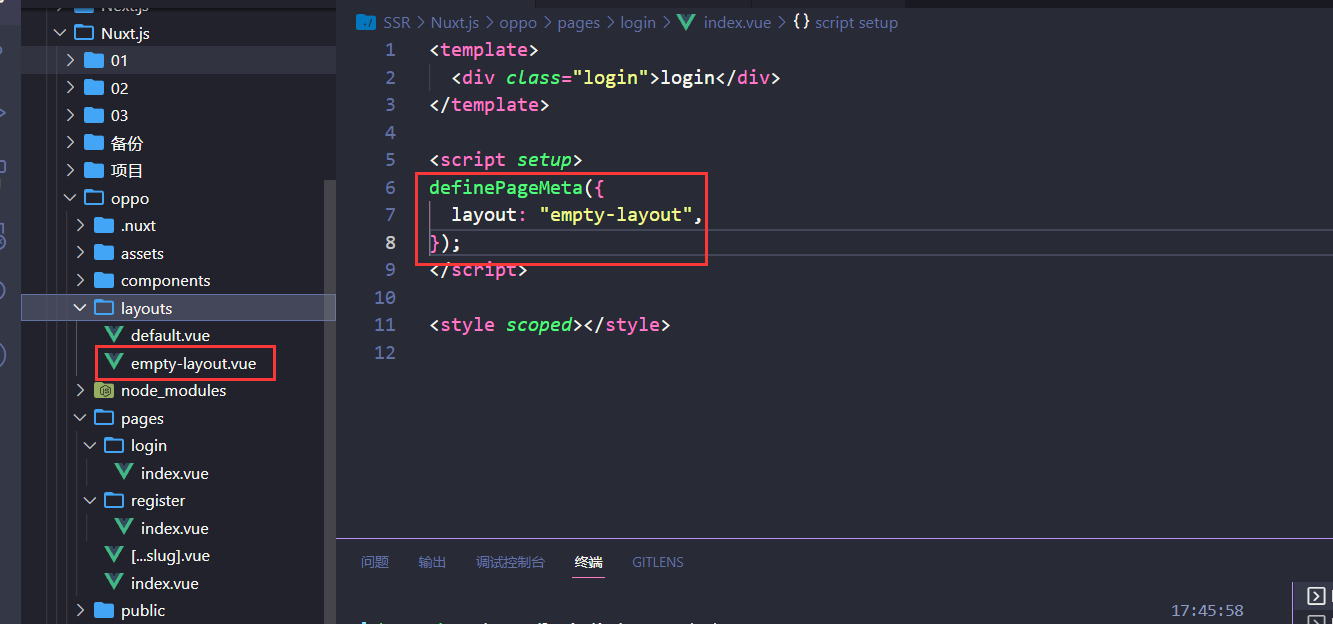 Nuxt.js
Nuxt.js
01
02
03
备份
项目
oppo
.nuxt
assets
components
layouts
default.vue
empty-layout.vue
node_modules
pages
login
index.vue
register
index.vue
[...slug].vue
index.vue
public
SSR > Nuxt.js > oppo > pages > login > index.vue > {} script setup
1 <template>
2 <div class="login">login</div>
3 </template>
4
5 <script setup>
6 definePageMeta({
7 layout: "empty-layout",
8 });
9 </script>
10
11 <style scoped></style>
12
问题 输出 调试控制台 终端 GITLENS
17:45:58